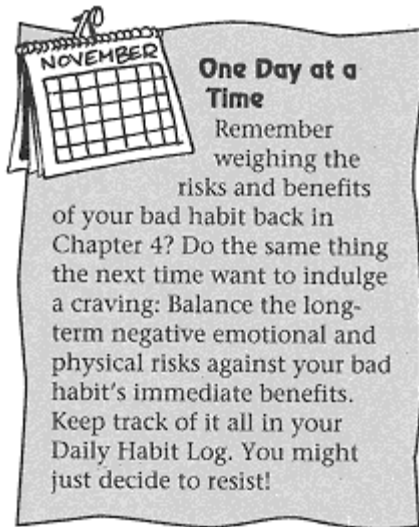 NOVEMBER
One Day at a
Time
Remember
weighing the
risks and benefits
of your bad habit back in
Chapter 4? Do the same thing
the next time want to indulge
a craving: Balance the long-
term negative emotional and
physical risks against your bad
habit's immediate benefits.
Keep track of it all in your
Daily Habit Log. You might
just decide to resist!